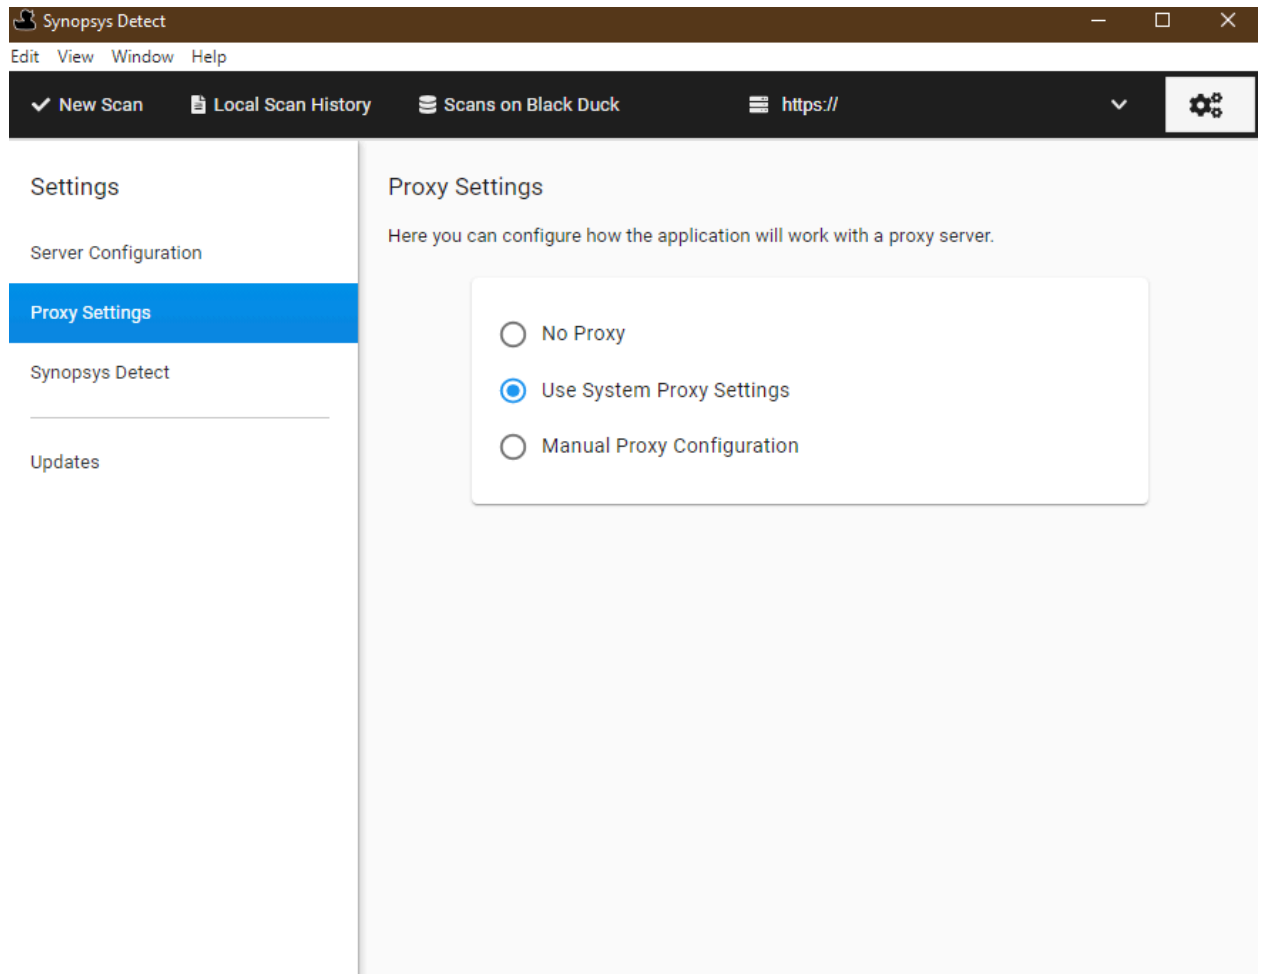 Synopsys Detect
Edit View Window Help
New Scan Local Scan History Scans on Black Duck https://
Settings
Server Configuration
Proxy Settings
Synopsys Detect
Updates
Proxy Settings
Here you can configure how the application will work with a proxy server.
No Proxy
Use System Proxy Settings
Manual Proxy Configuration